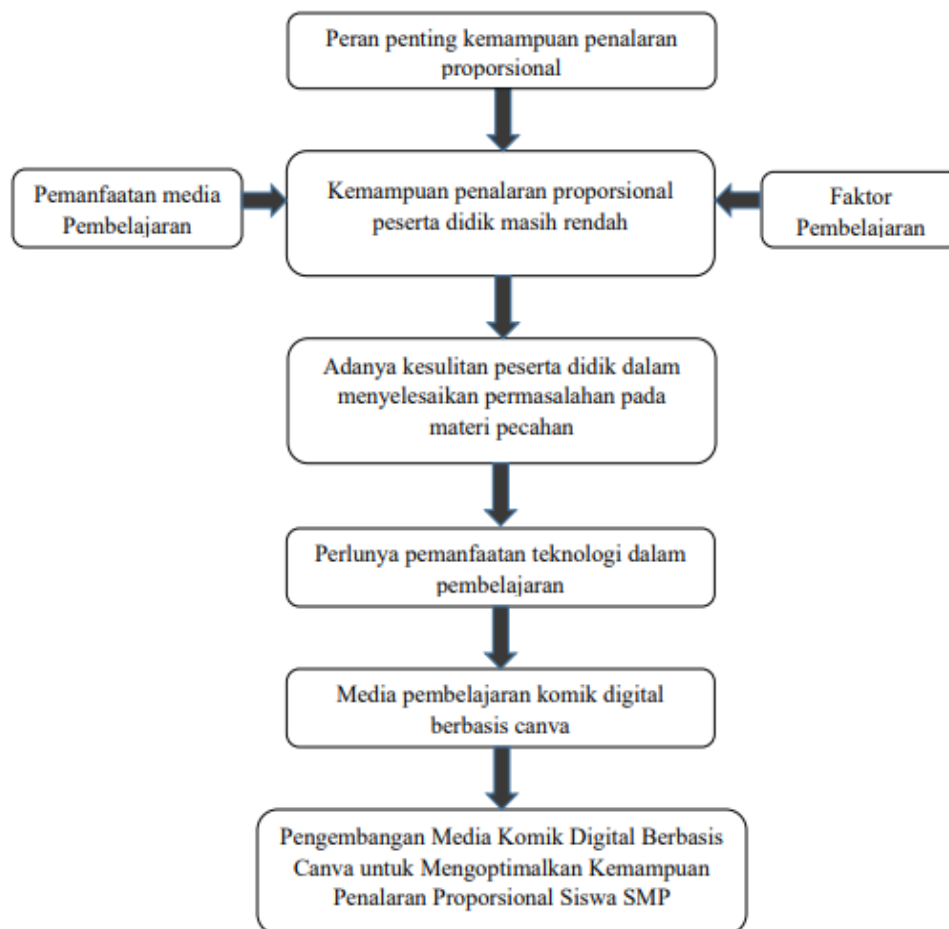 Peran penting kemampuan penalaran
proporsional
Pemanfaatan media
Pembelajaran
Kemampuan penalaran proporsional
peserta didik masih rendah
Faktor
Pembelajaran
Adanya kesulitan peserta didik dalam
menyelesaikan permasalahan pada
materi pecahan
Perlunya pemanfaatan teknologi dalam
pembelajaran
Media pembelajaran komik digital
berbasis canva
Pengembangan Media Komik Digital Berbasis
Canva untuk Mengoptimalkan Kemampuan
Penalaran Proporsional Siswa SMP